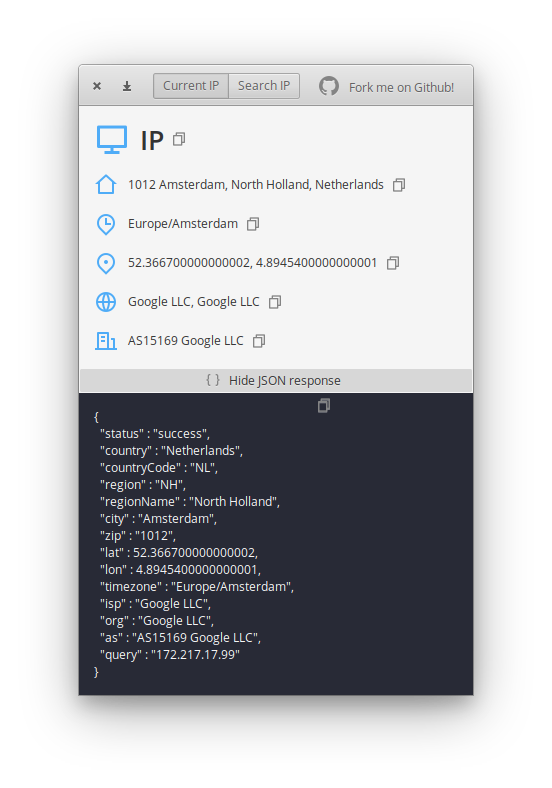 Current IP
Search IP
Fork me on Github!
IP
1012 Amsterdam, North Holland, Netherlands
Europe/Amsterdam
52.366700000000002, 4.8945400000000001
Google LLC, Google LLC
AS15169 Google LLC
{ } Hide JSON response
{
"status" : "success",
"country" : "Netherlands",
"countryCode" : "NL",
"region" : "NH",
"regionName" : "North Holland",
"city" : "Amsterdam",
"zip" : "1012",
"lat" : 52.366700000000002,
"lon" : 4.8945400000000001,
"timezone" : "Europe/Amsterdam",
"isp" : "Google LLC",
"org" : "Google LLC",
"as" : "AS15169 Google LLC",
"query" : "172.217.17.99"
}